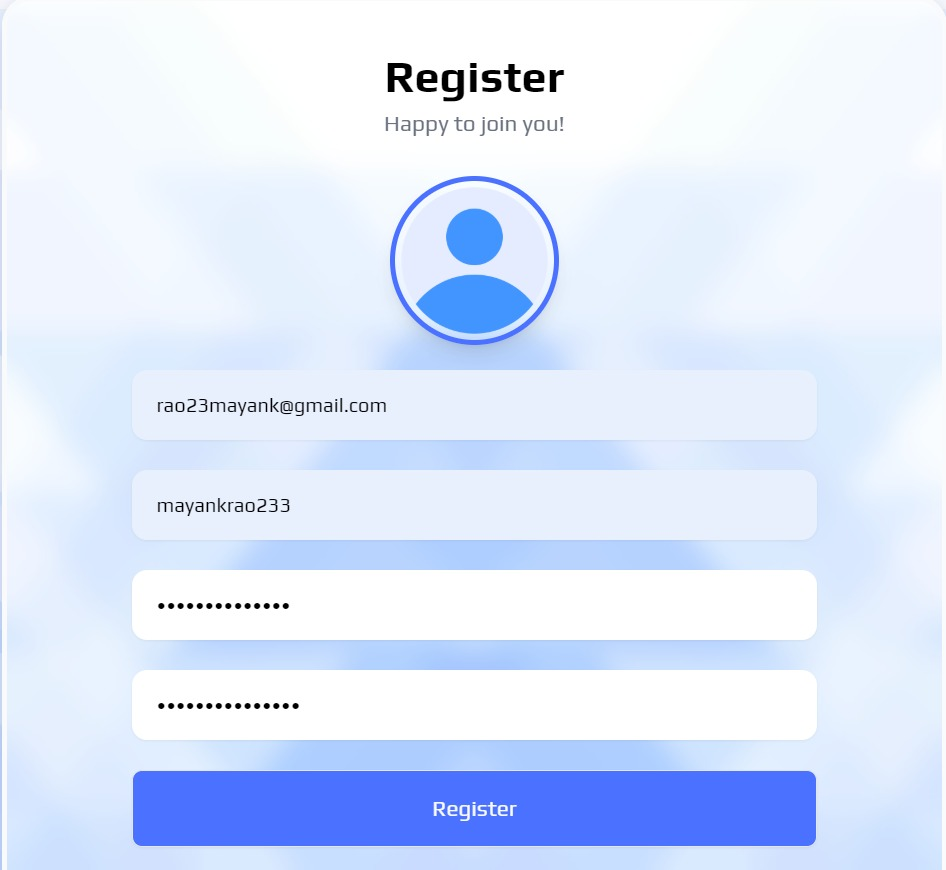 Register
Happy to join you!
rao23mayank@gmail.com
mayankrao233
••••••••••••••
•••••••••••••••
Register